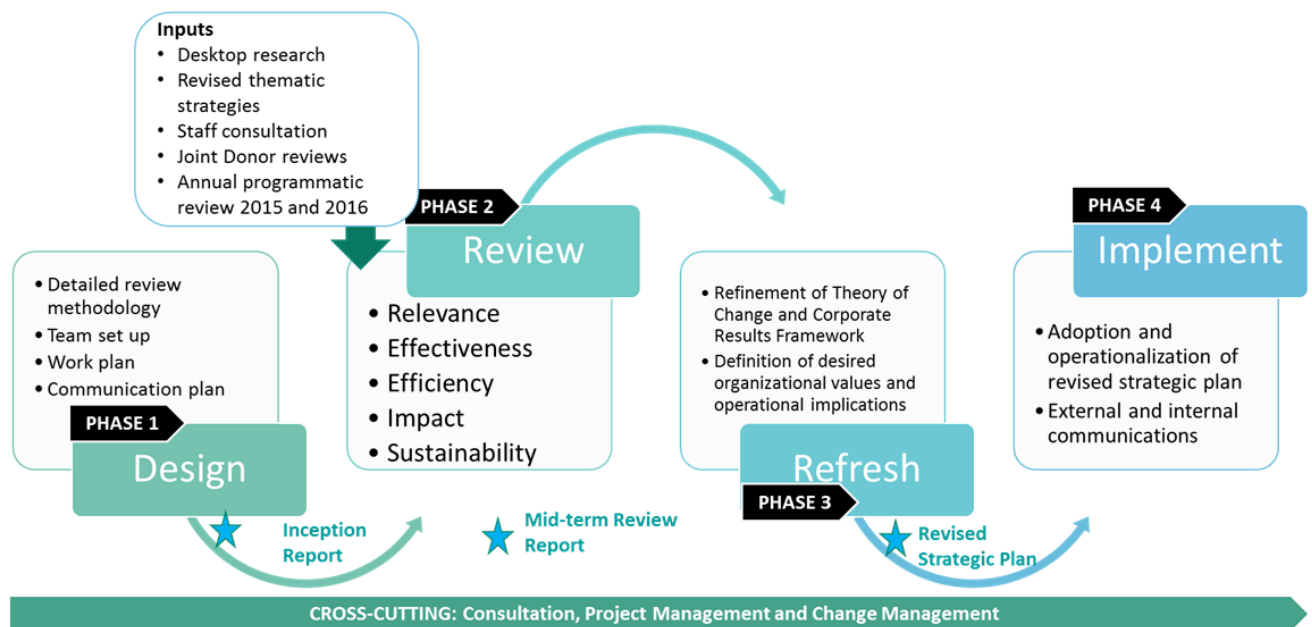 Inputs
• Desktop research
• Revised thematic
strategies
• Staff consultation
• Joint Donor reviews
• Annual programmatic
review 2015 and 2016
• Detailed review
methodology
• Team set up
• Work plan
• Communication plan
PHASE 1
Design
Inception
Report
PHASE 2
Review
• Relevance
• Effectiveness
• Efficiency
• Impact
• Sustainability
Mid-term Review
Report
• Refinement of Theory of
Change and Corporate
Results Framework
• Definition of desired
organizational values and
operational implications
Refresh
PHASE 3
Revised
Strategic Plan
PHASE 4
Implement
• Adoption and
operationalization of
revised strategic plan
• External and internal
communications
CROSS-CUTTING: Consultation, Project Management and Change Management